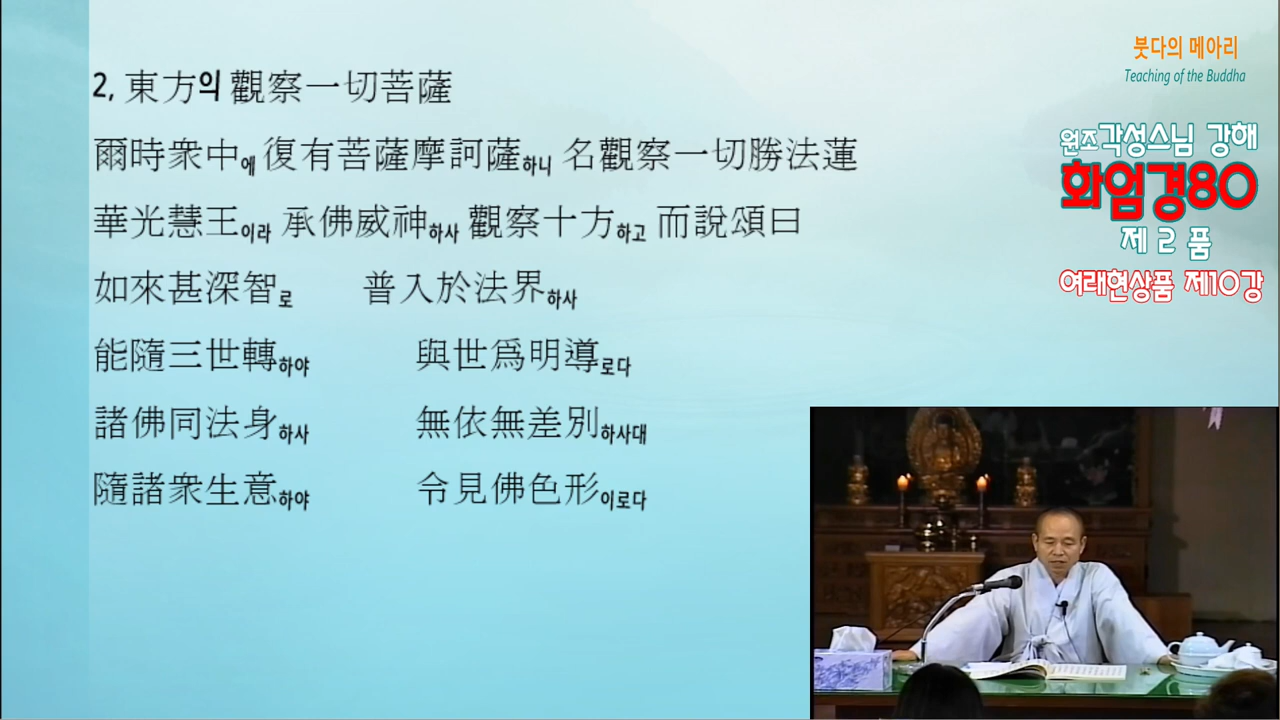 2, 東方의 觀察一切菩薩
爾時衆中에 復有菩薩摩訶薩하니 名觀察一切勝法蓮
華光慧王이라 承佛威神하사 觀察十方하고 而說頌曰
如來甚深智로 普入於法界하사
能隨三世轉하야 與世爲明導로다
諸佛同法身하사 無依無差別하사대
隨諸衆生意하야 令見佛色形이로다
붓다의 메아리
Teaching of the Buddha
원조각성스님 강해
화엄경80
제2품
여래현상품 제10강